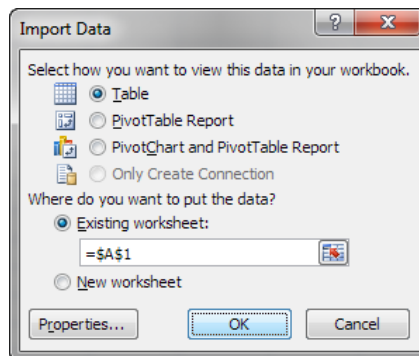 Import Data
Select how you want to view this data in your workbook.
Table
PivotTable Report
PivotChart and PivotTable Report
Only Create Connection
Where do you want to put the data?
Existing worksheet:
=$A$1
New worksheet
Properties... OK Cancel